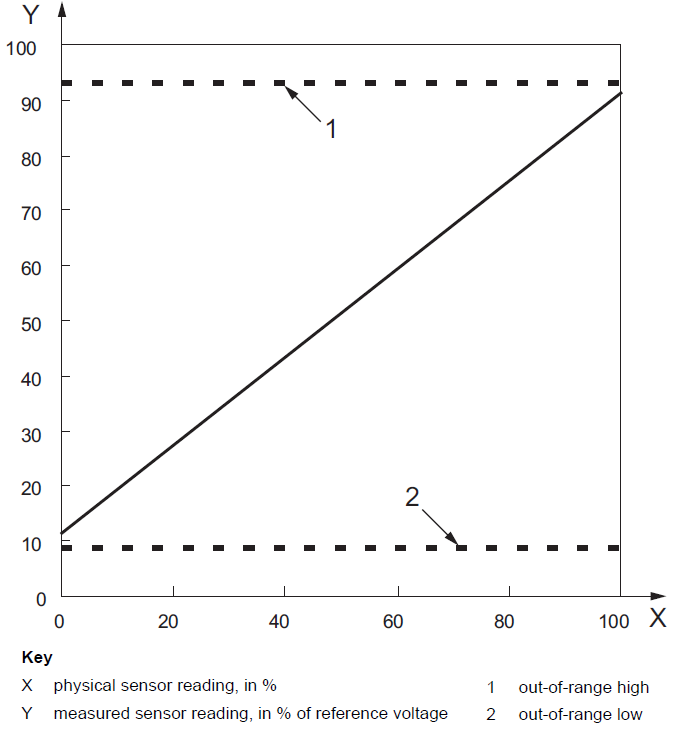 Y
100
90
80
70
60
50
40
30
20
10
0
1
2
0 20 40 60 80 100 X
Key
X physical sensor reading, in %
Y measured sensor reading, in % of reference voltage
1 out-of-range high
2 out-of-range low